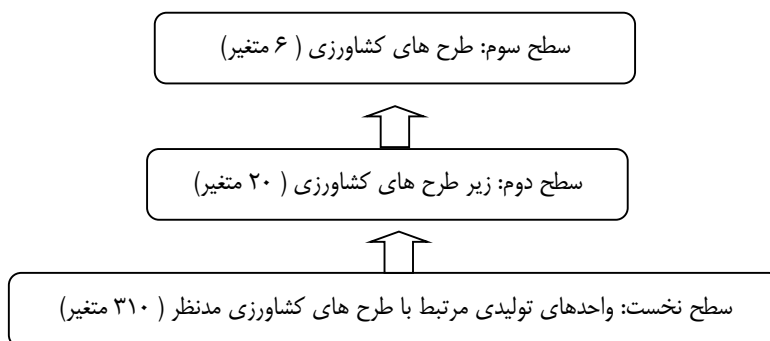 سطح سوم: طرح های کشاورزی ( ۶ متغیر)
سطح دوم: زیر طرح های کشاورزی ( ۲۰ متغیر)
سطح نخست: واحدهای تولیدی مرتبط با طرح های کشاورزی مدنظر ( ۳۱۰ متغیر)